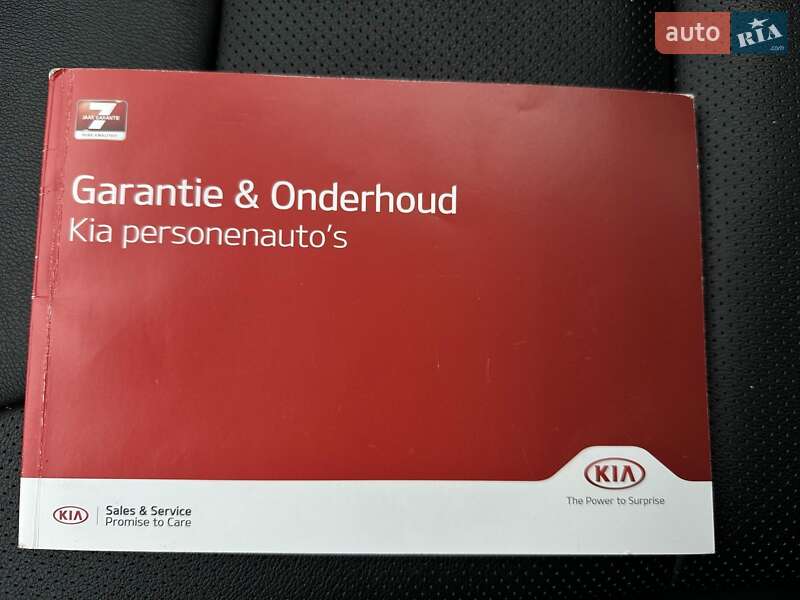 auto RIA .com
7
JAAR GARANTIE
Garantie & Onderhoud
Kia personenauto's
KIA
The Power to Surprise
KIA
Sales & Service
Promise to Care